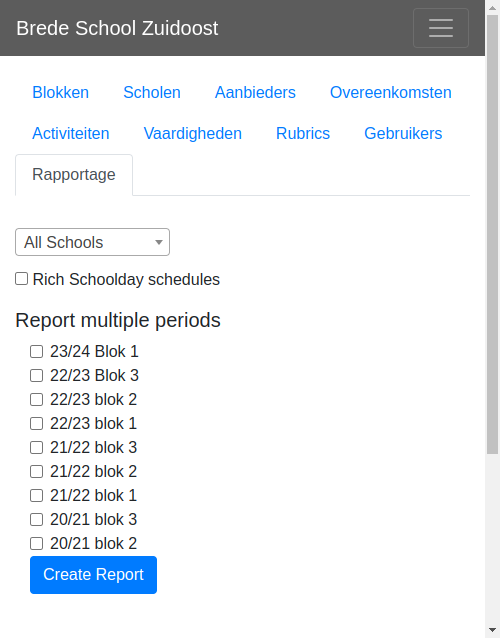 Brede School Zuidoost
Blokken Scholen Aanbieders Overeenkomsten
Activiteiten Vaardigheden Rubrics Gebruikers
Rapportage
All Schools
Rich Schoolday schedules
Report multiple periods
23/24 Blok 1
22/23 Blok 3
22/23 blok 2
22/23 blok 1
21/22 blok 3
21/22 blok 2
21/22 blok 1
20/21 blok 3
20/21 blok 2
Create Report